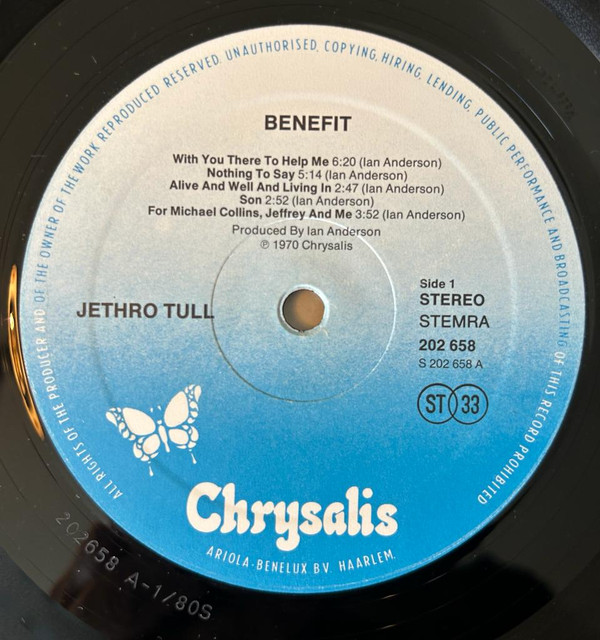 ALL RIGHTS OF THE PRODUCER AND OF THE OWNER OF THE WORK REPRODUCED RESERVED. UNAUTHORISED, COPYING, HIRING, LENDING, PUBLIC PERFORMANCE AND BROADCASTING OF THIS RECORD PROHIBITED
BENEFIT
With You There To Help Me 6:20 (Ian Anderson)
Nothing To Say 5:14 (Ian Anderson)
Alive And Well And Living In 2:47 (Ian Anderson)
Son 2:52 (Ian Anderson)
For Michael Collins, Jeffrey And Me 3:52 (Ian Anderson)
Produced By Ian Anderson
℗ 1970 Chrysalis
JETHRO TULL
Side 1
STEREO
STEMRA
202 658
S 202 658 A
ST 33
Chrysalis
ARIOLA-BENELUX B.V. HAARLEM.
202658 A-1/80S